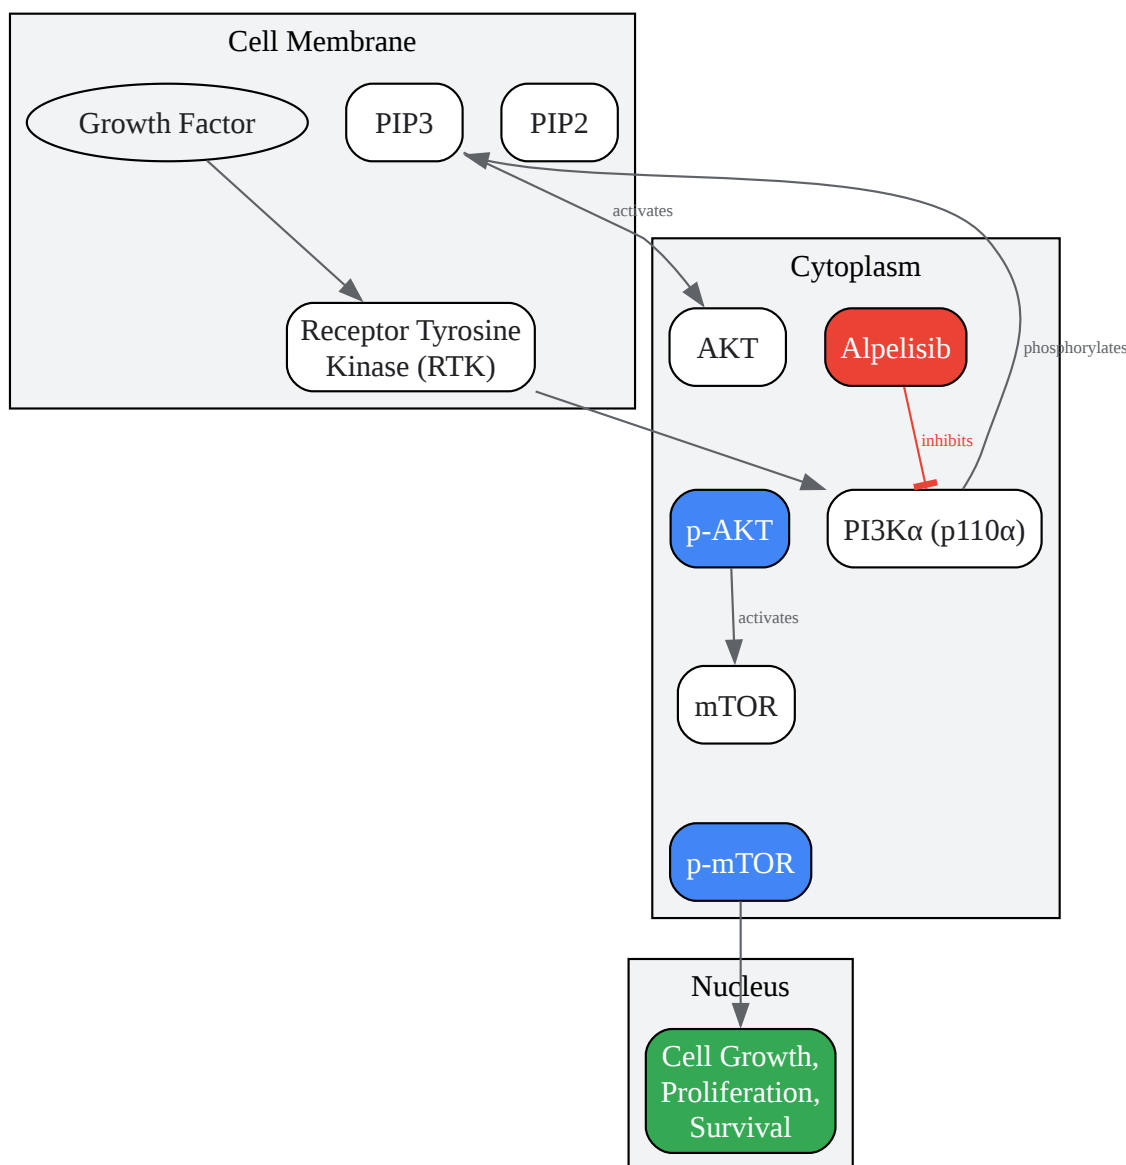 Cell Membrane
Growth Factor
PIP3
PIP2
activates
Cytoplasm
Receptor Tyrosine
Kinase (RTK)
AKT
Alpelisib
phosphorylates
inhibits
p-AKT
PI3Kα (p110α)
activates
mTOR
p-mTOR
Nucleus
Cell Growth,
Proliferation,
Survival